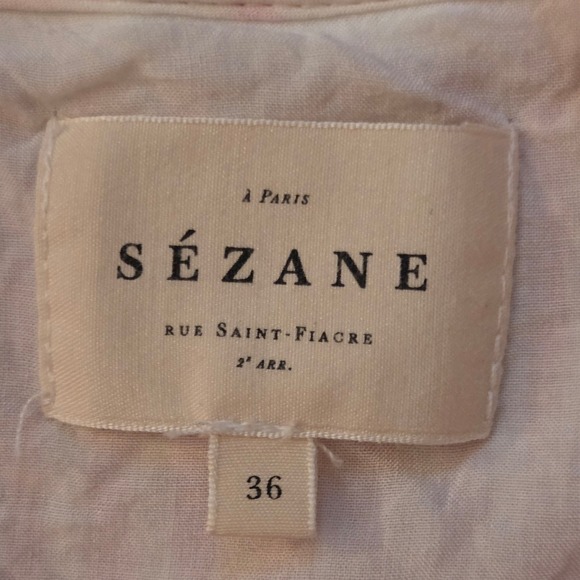 À PARIS
SÉZANE
RUE SAINT-FIACRE
2e ARR.
36